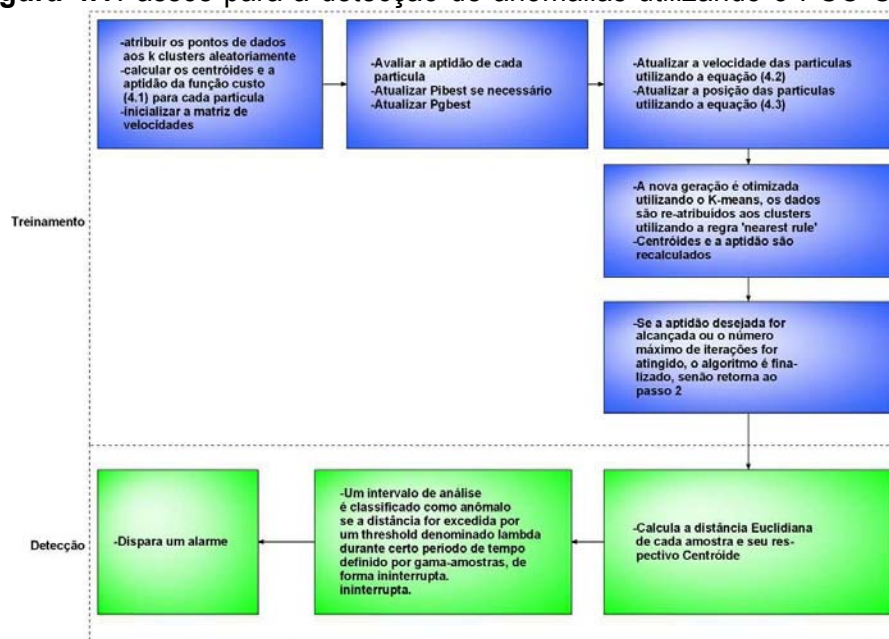 -atribuir os pontos de dados
aos k clusters aleatoriamente
-calcular os centróides e a
aptidão da função custo
(4.1) para cada partícula
-inicializar a matriz de
velocidades
-Avaliar a aptidão de cada
partícula
-Atualizar Pibest se necessário
-Atualizar Pgbest
-Atualizar a velocidade das partículas
utilizando a equação (4.2)
-Atualizar a posição das partículas
utilizando a equação (4.3)
Treinamento
-A nova geração é otimizada
utilizando o K-means, os dados
são re-atribuídos aos clusters
utilizando a regra 'nearest rule'
-Centróides e a aptidão são
recalculados
-Se a aptidão desejada for
alcançada ou o número
máximo de iterações for
atingido, o algoritmo é fina-
lizado, senão retorna ao
passo 2
Detecção
-Dispara um alarme
-Um intervalo de análise
é classificado como anômalo
se a distância for excedida por
um threshold denominado lambda
durante certo período de tempo
definido por gama-amostras, de
forma ininterrupta.
ininterrupta.
-Calcula a distância Euclidiana
de cada amostra e seu res-
pectivo Centróide